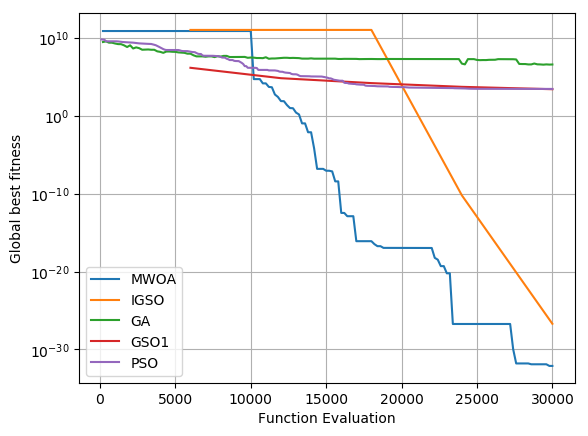 Global best fitness
10^10
10^0
10^-10
10^-20
10^-30
MWOA
IGSO
GA
GSO1
PSO
0 5000 10000 15000 20000 25000 30000
Function Evaluation